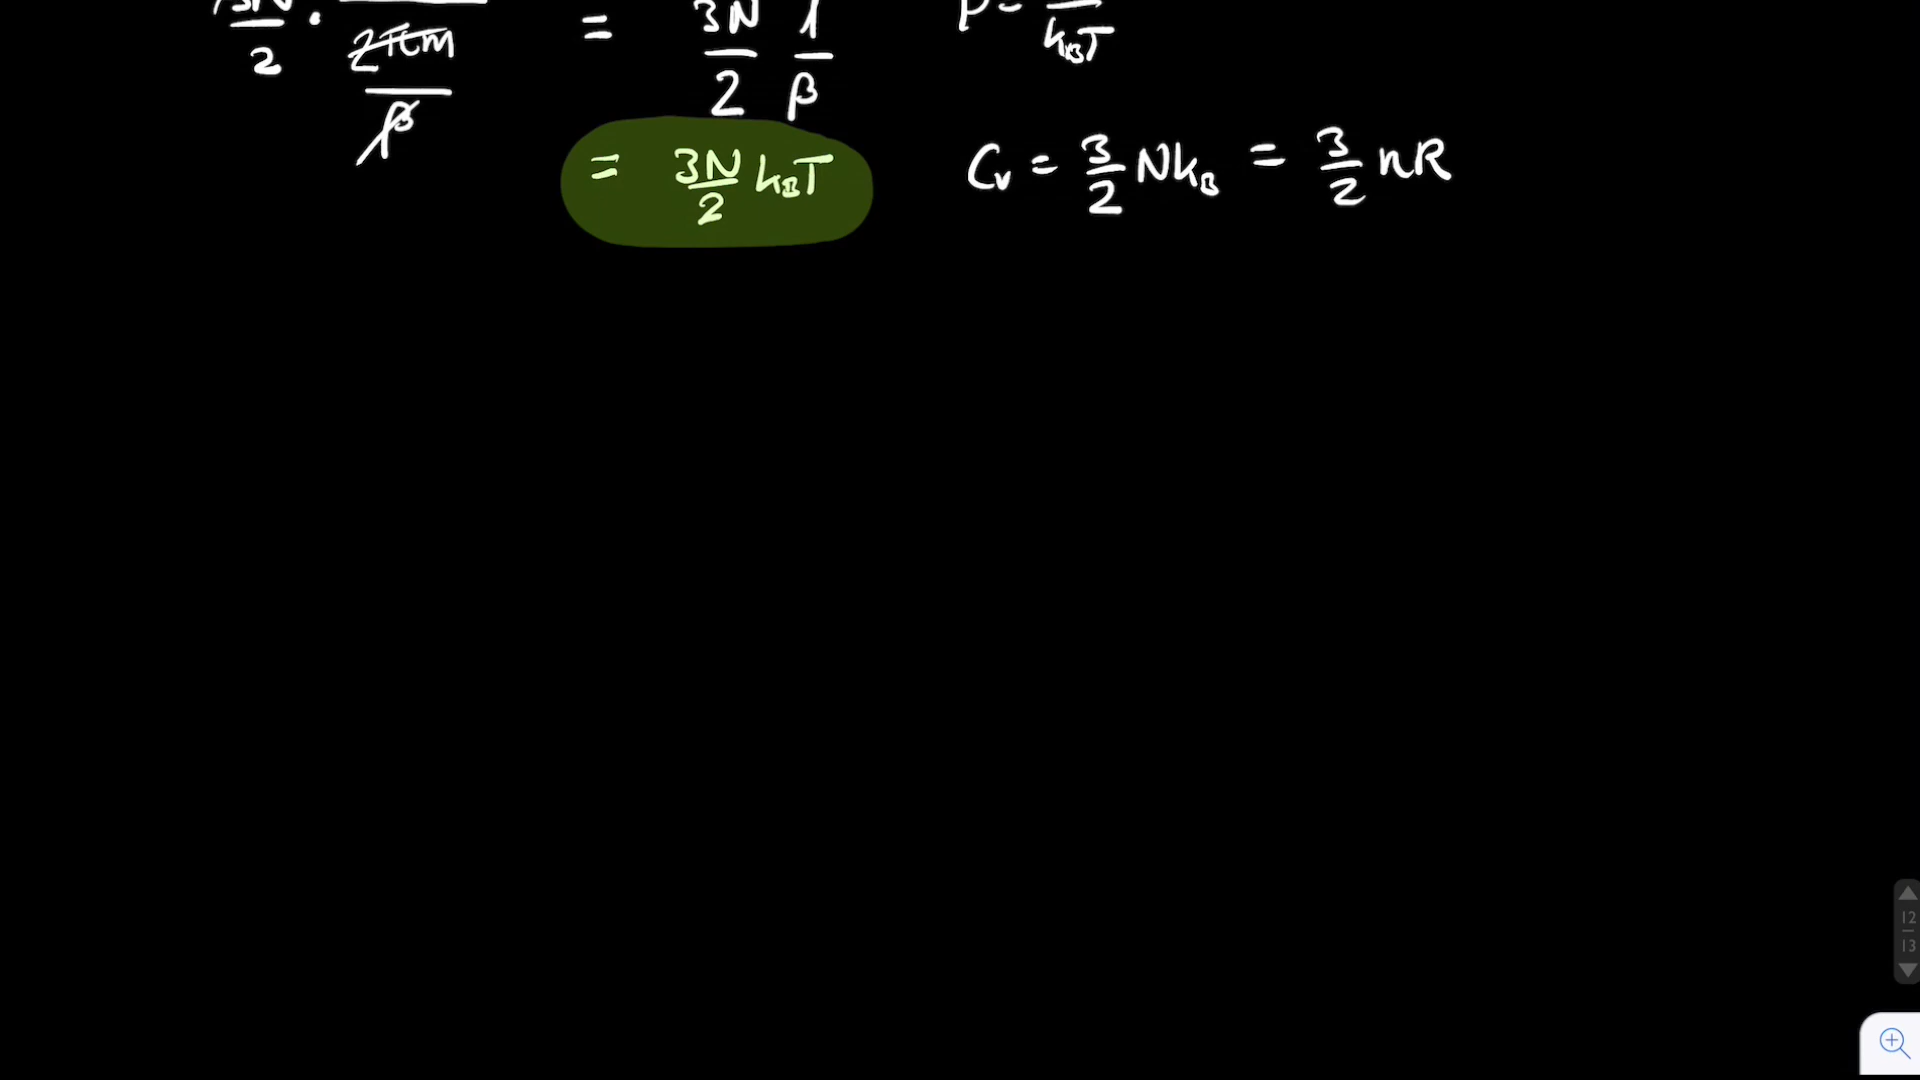 3N/2 · 2πm/β = 3N/2 1/β β = k_BT
= 3N/2 k_BT C_v = 3/2 Nk_B = 3/2 nR
12
13